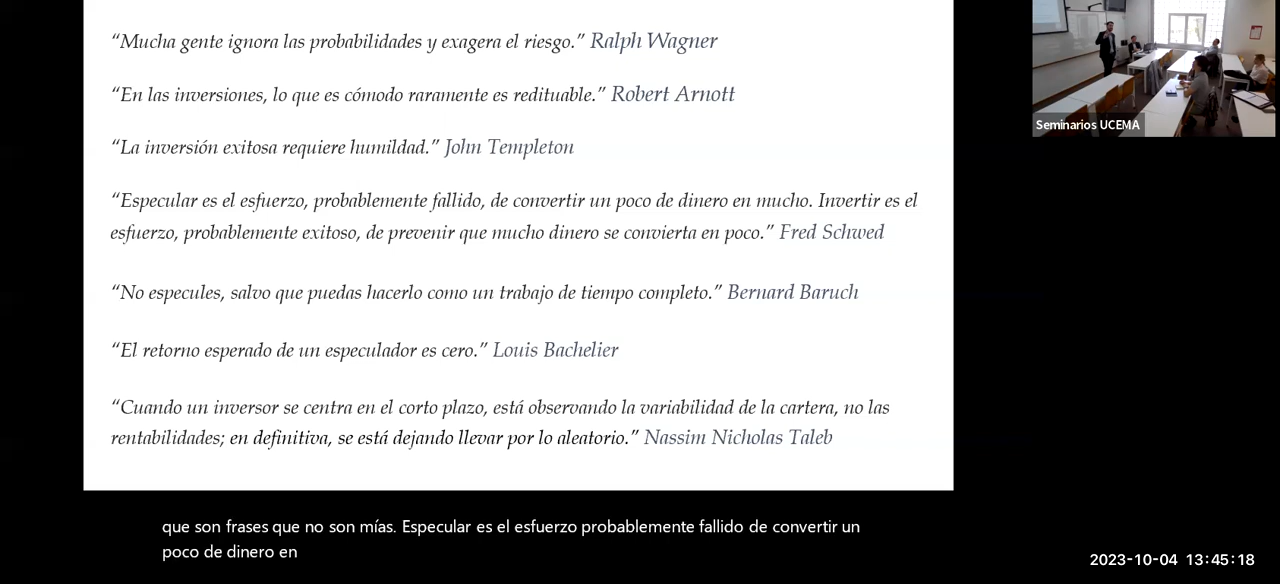 “Mucha gente ignora las probabilidades y exagera el riesgo.” Ralph Wagner
“En las inversiones, lo que es cómodo raramente es redituable.” Robert Arnott
“La inversión exitosa requiere humildad.” John Templeton
“Especular es el esfuerzo, probablemente fallido, de convertir un poco de dinero en mucho. Invertir es el
esfuerzo, probablemente exitoso, de prevenir que mucho dinero se convierta en poco.” Fred Schwed
“No especules, salvo que puedas hacerlo como un trabajo de tiempo completo.” Bernard Baruch
“El retorno esperado de un especulador es cero.” Louis Bachelier
“Cuando un inversor se centra en el corto plazo, está observando la variabilidad de la cartera, no las
rentabilidades; en definitiva, se está dejando llevar por lo aleatorio.” Nassim Nicholas Taleb
Seminarios UCEMA
que son frases que no son mías. Especular es el esfuerzo probablemente fallido de convertir un
poco de dinero en
2023-10-04 13:45:18